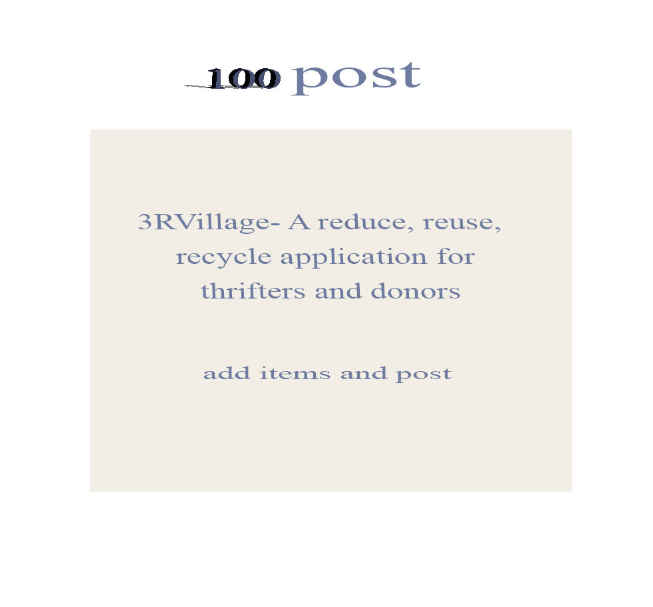 100 post
3RVillage- A reduce, reuse,
recycle application for
thrifters and donors
add items and post